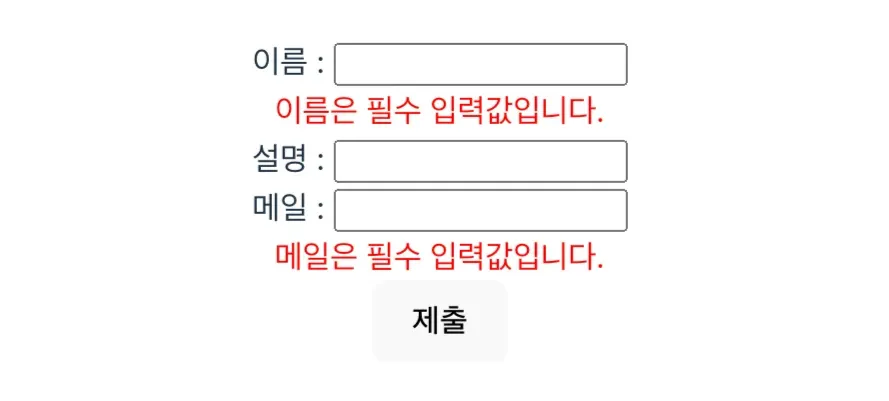 이름 :
이름은 필수 입력값입니다.
설명 :
메일 :
메일은 필수 입력값입니다.
제출